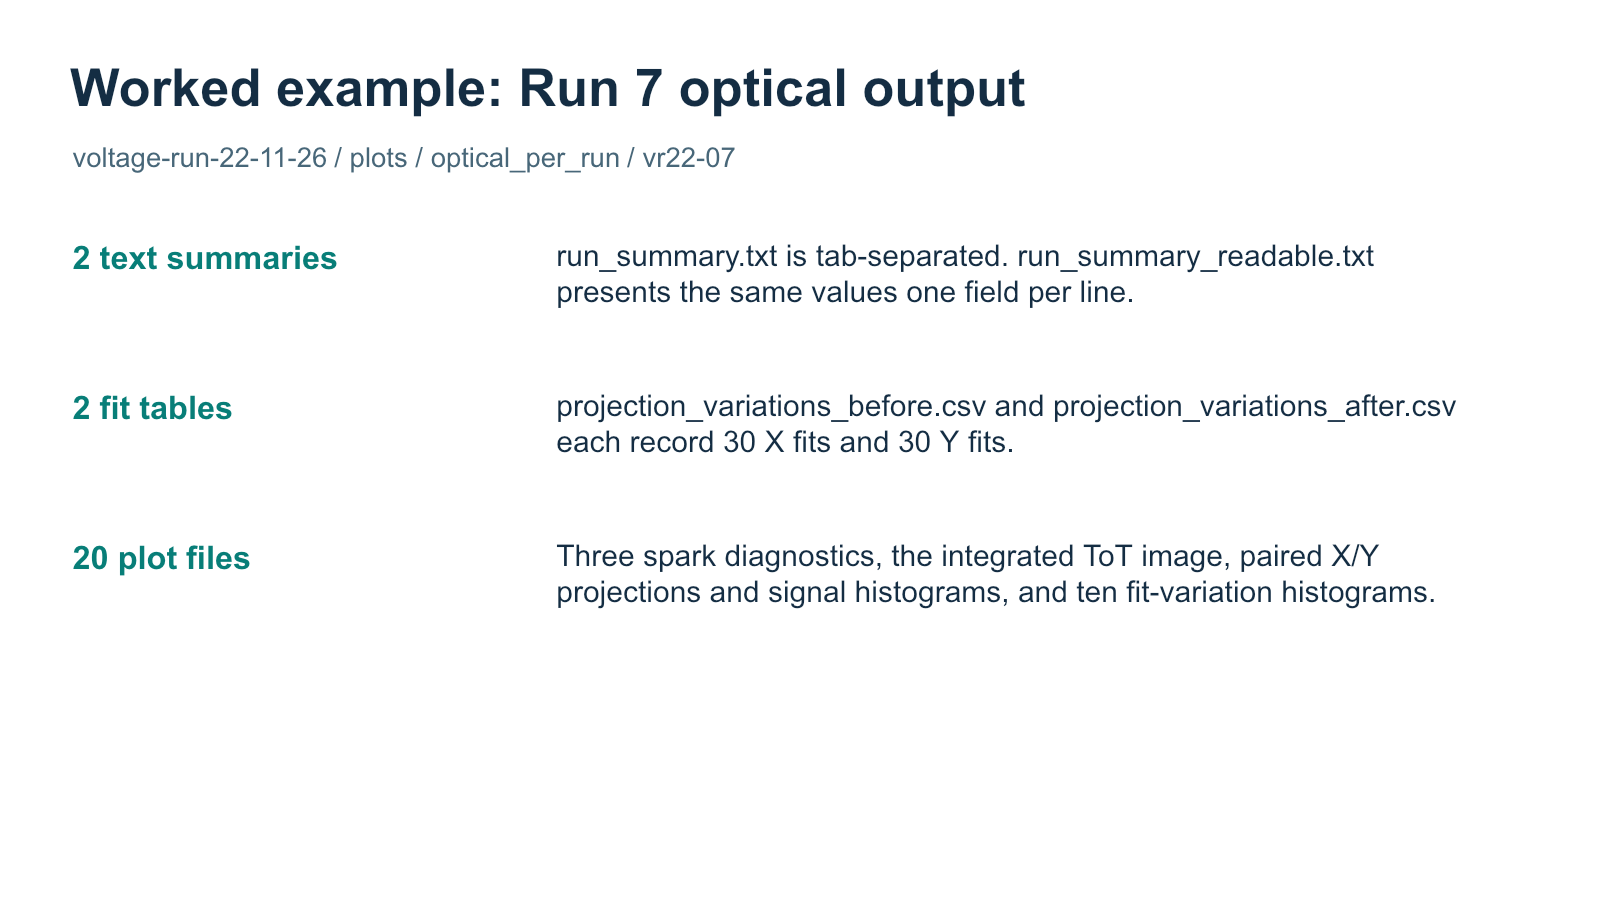 Worked example: Run 7 optical output
voltage-run-22-11-26 / plots / optical_per_run / vr22-07
2 text summaries
run_summary.txt is tab-separated. run_summary_readable.txt
presents the same values one field per line.
2 fit tables
projection_variations_before.csv and projection_variations_after.csv
each record 30 X fits and 30 Y fits.
20 plot files
Three spark diagnostics, the integrated ToT image, paired X/Y
projections and signal histograms, and ten fit-variation histograms.